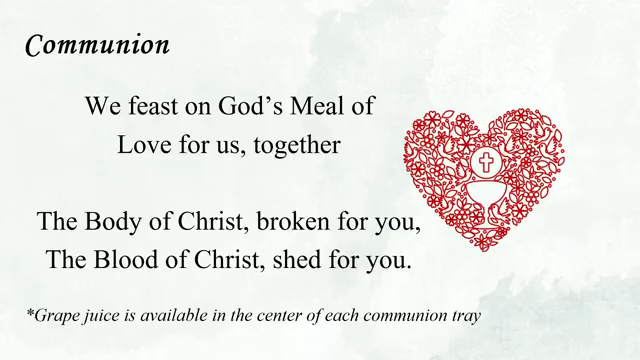 Communion
We feast on God’s Meal of
Love for us, together
The Body of Christ, broken for you,
The Blood of Christ, shed for you.
*Grape juice is available in the center of each communion tray